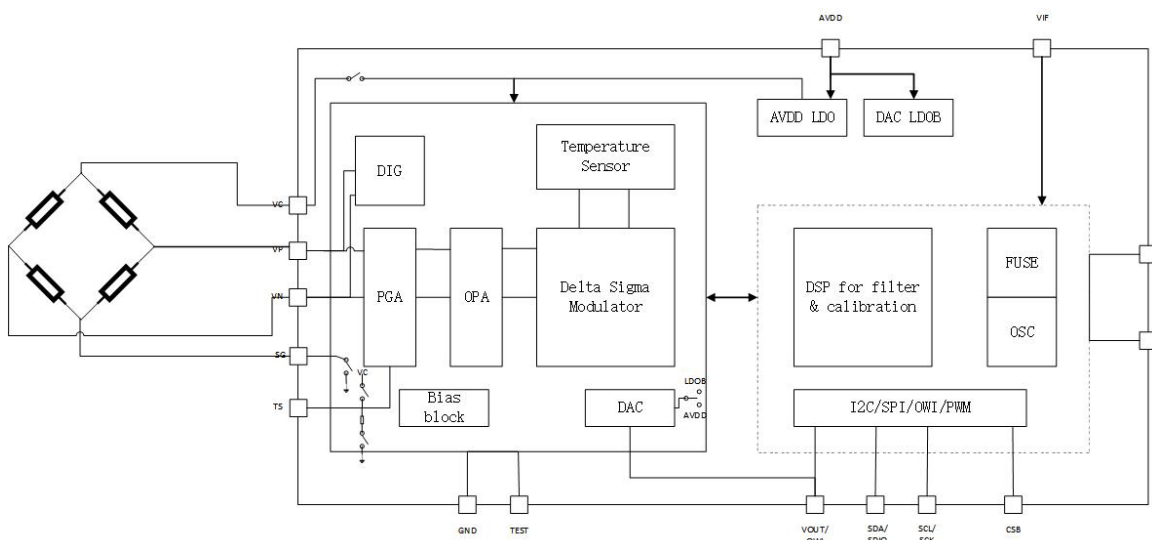 AVDD
VIF
AVDD LDO
DAC LDOB
Temperature
Sensor
DIG
VC
VP
VN
SG
TS
PGA
OPA
Delta Sigma
Modulator
DSP for filter
& calibration
FUSE
OSC
VC
Bias
block
DAC
LDOB
AVDD
I2C/SPI/OWI/PWM
GND
TEST
VOUT/
SDA/
SCL/
CSB